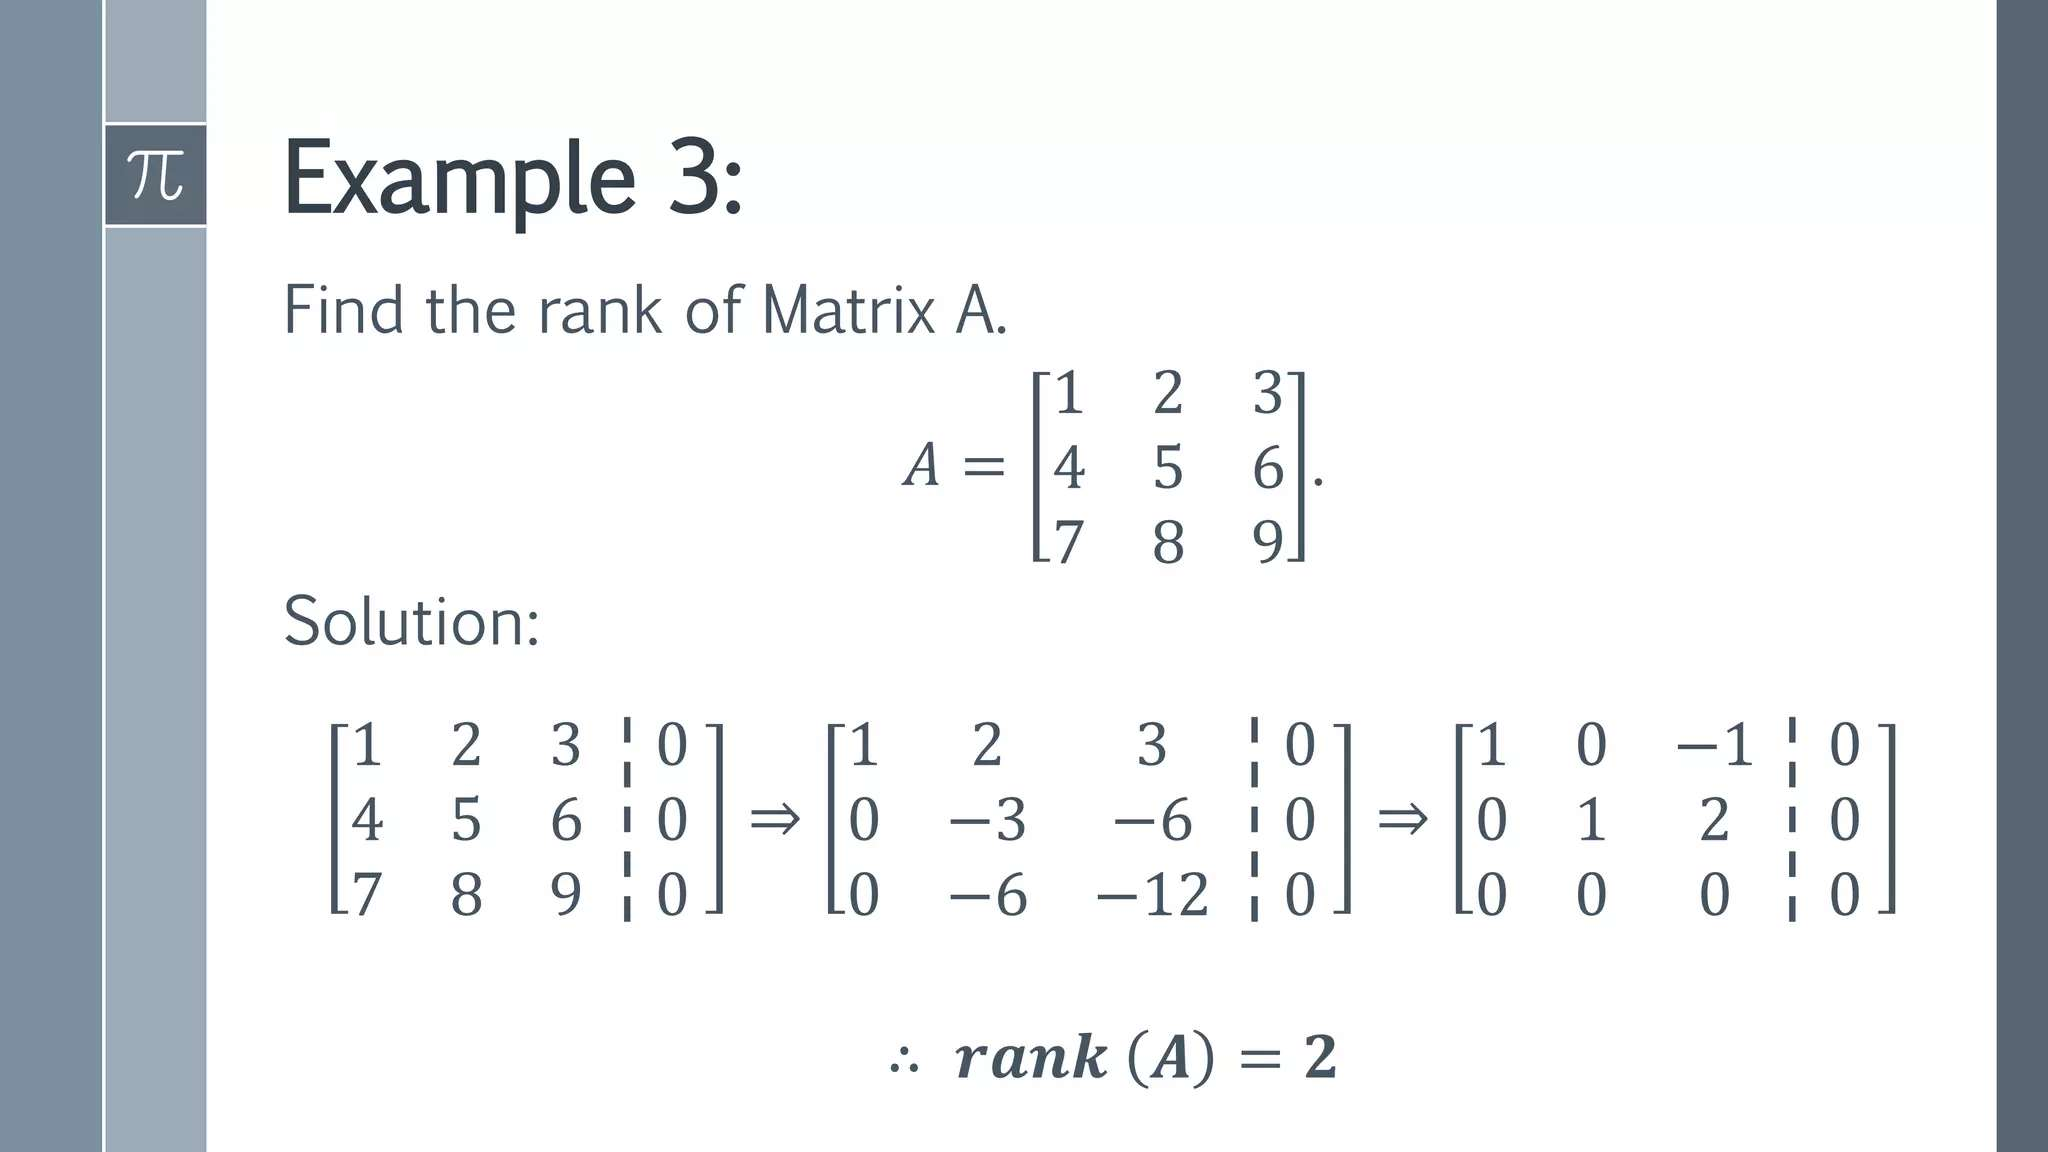 π
Example 3:
Find the rank of Matrix A.
A = [1 2 3
4 5 6
7 8 9].
Solution:
[1 2 3 ¦ 0
4 5 6 ¦ 0
7 8 9 ¦ 0] ⇒ [1 2 3 ¦ 0
0 −3 −6 ¦ 0
0 −6 −12 ¦ 0] ⇒ [1 0 −1 ¦ 0
0 1 2 ¦ 0
0 0 0 ¦ 0]
∴ rank (A) = 2